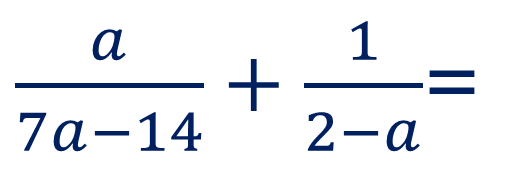 a/(7a−14) + 1/(2−a) =